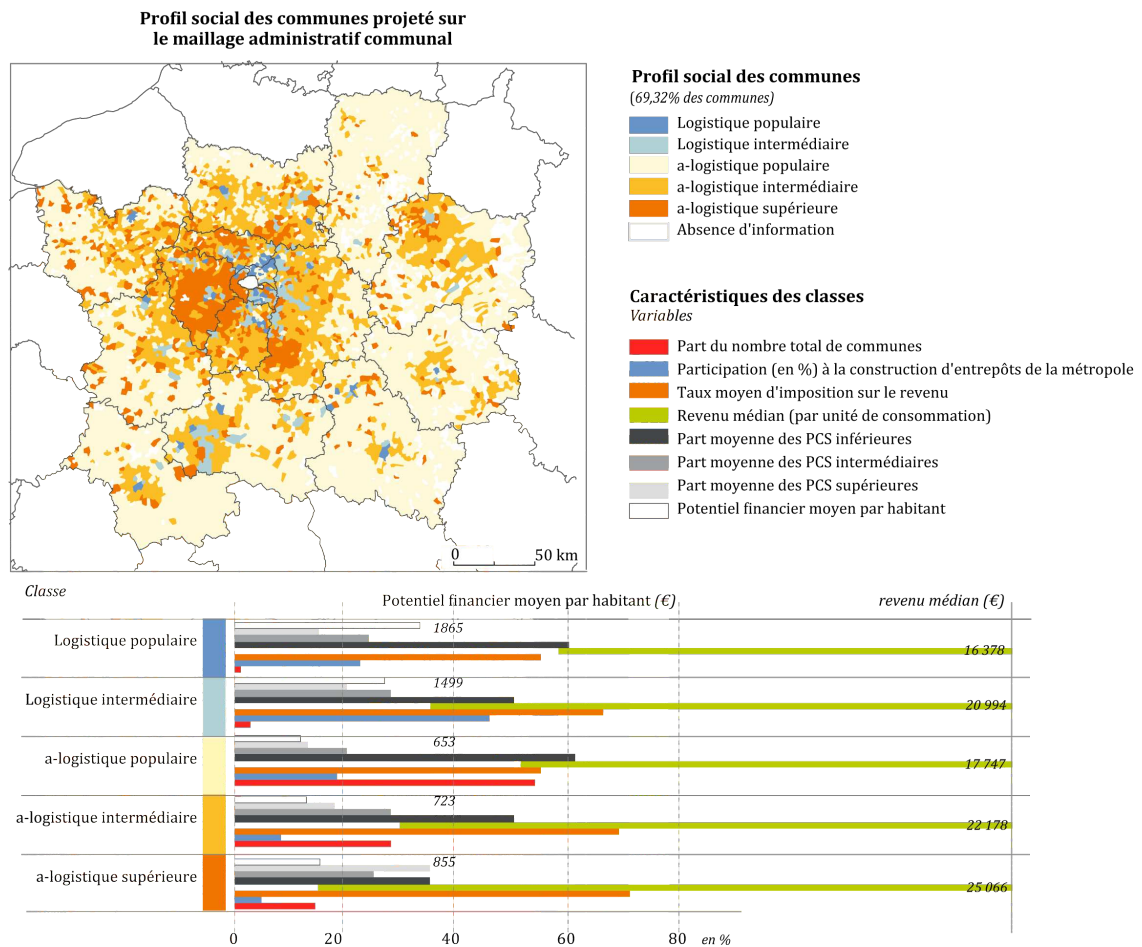 Profil social des communes projeté sur
le maillage administratif communal
Profil social des communes
(69,32% des communes)
Logistique populaire
Logistique intermédiaire
a-logistique populaire
a-logistique intermédiaire
a-logistique supérieure
Absence d'information
Caractéristiques des classes
Variables
Part du nombre total de communes
Participation (en %) à la construction d'entrepôts de la métropole
Taux moyen d'imposition sur le revenu
Revenu médian (par unité de consommation)
Part moyenne des PCS inférieures
Part moyenne des PCS intermédiaires
Part moyenne des PCS supérieures
Potentiel financier moyen par habitant
0 50 km
Classe Potentiel financier moyen par habitant (€) revenu médian (€)
Logistique populaire 1865 16 378
Logistique intermédiaire 1499 20 994
a-logistique populaire 653 17 747
a-logistique intermédiaire 723 22 178
a-logistique supérieure 855 25 066
0 20 40 60 80 en %